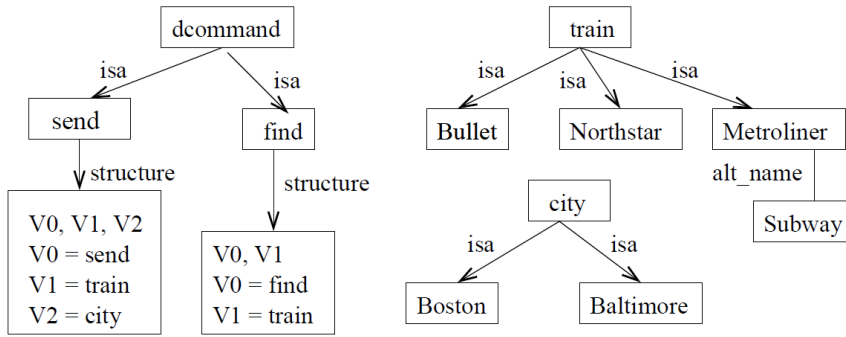 dcommand
isa
isa
send
find
structure
structure
V0, V1, V2
V0 = send
V1 = train
V2 = city
V0, V1
V0 = find
V1 = train
train
isa
isa
isa
Bullet
Northstar
Metroliner
alt_name
Subway
city
isa
isa
Boston
Baltimore